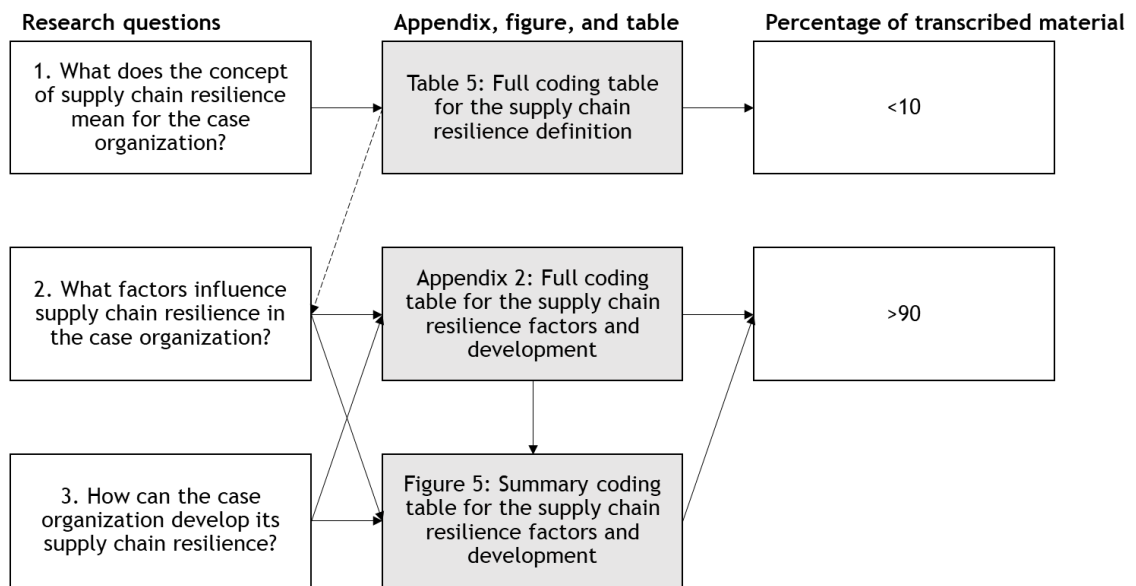 Research questions
Appendix, figure, and table
Percentage of transcribed material
1. What does the concept
of supply chain resilience
mean for the case
organization?
Table 5: Full coding table
for the supply chain
resilience definition
<10
2. What factors influence
supply chain resilience in
the case organization?
Appendix 2: Full coding
table for the supply chain
resilience factors and
development
>90
3. How can the case
organization develop its
supply chain resilience?
Figure 5: Summary coding
table for the supply chain
resilience factors and
development